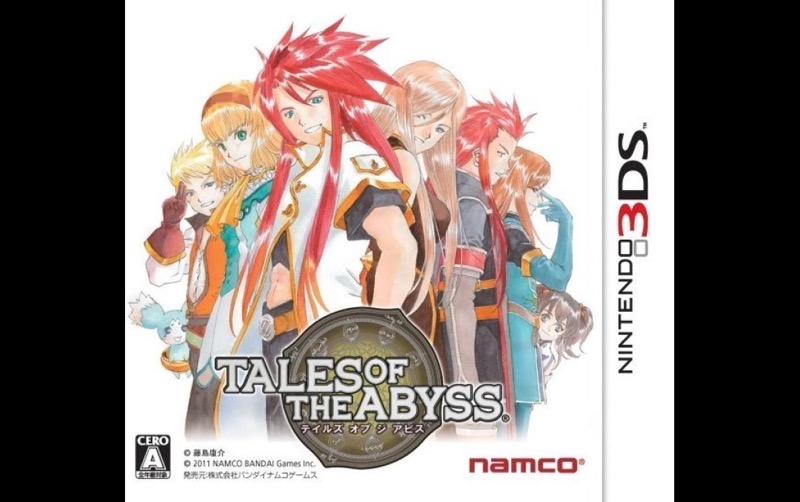 NINTENDO 3DS™
TALES OF
THE ABYSS®
テイルズ オブ ジ アビス
CERO
A
全年齢対象
© 藤島康介
© 2011 NAMCO BANDAI Games Inc.
発売元:株式会社バンダイナムコゲームス
namco®